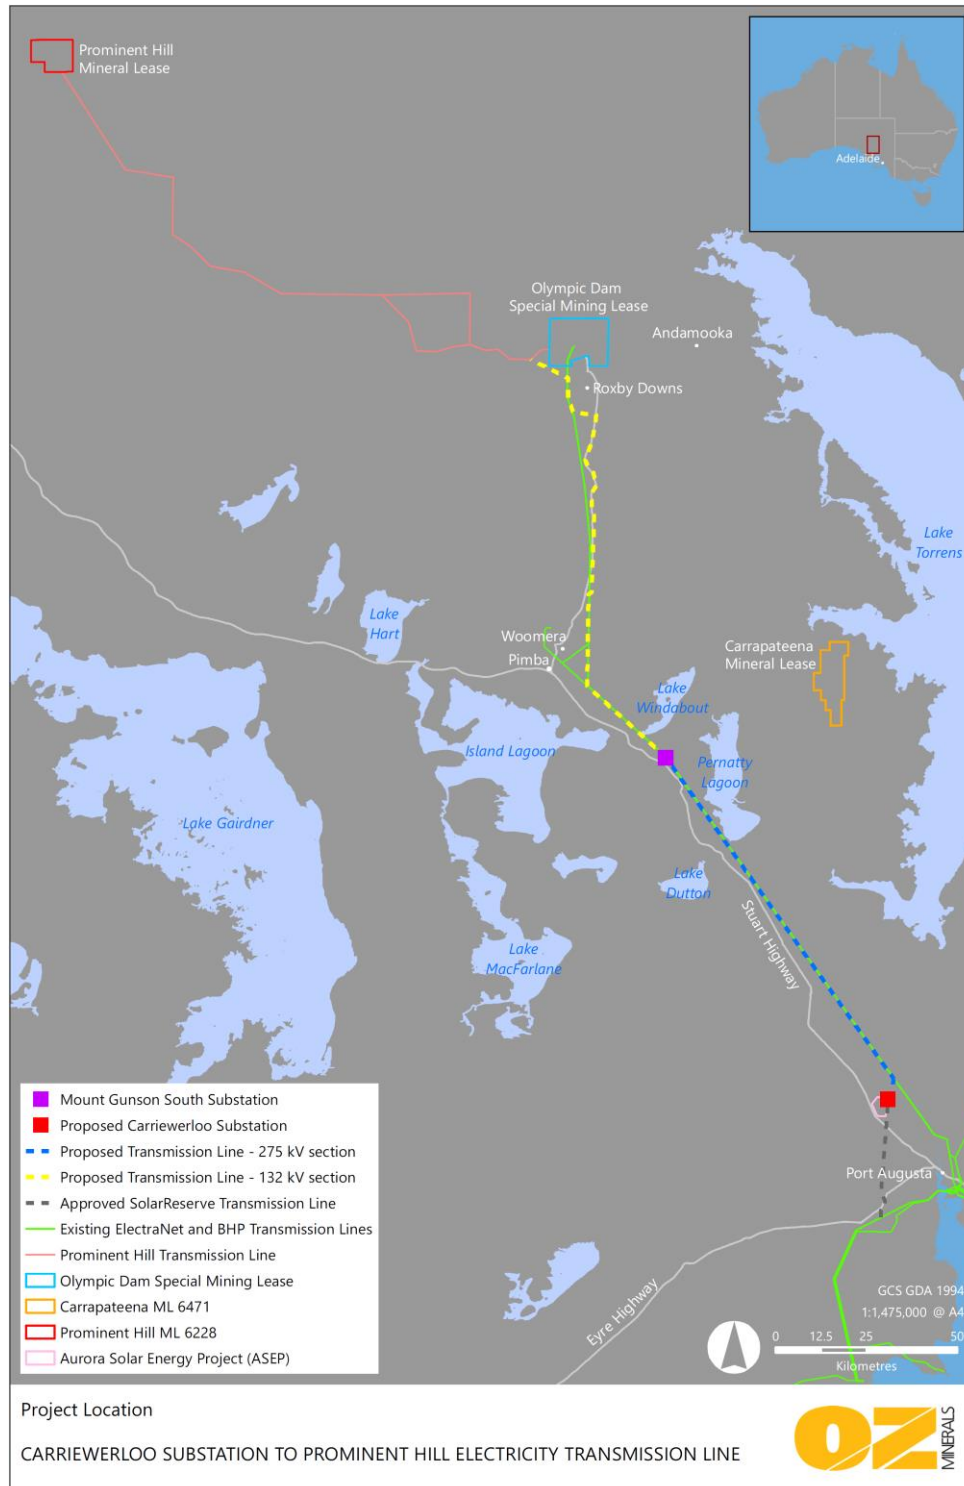 Prominent Hill
Mineral Lease
Adelaide
Olympic Dam
Special Mining Lease
Andamooka
Roxby Downs
Lake
Torrens
Lake
Hart
Woomera
Pimba
Carrapateena
Mineral Lease
Lake
Windabout
Island Lagoon
Pernatty
Lagoon
Lake Gairdner
Lake
Dutton
Stuart Highway
Lake
MacFarlane
Mount Gunson South Substation
Proposed Carriewerloo Substation
Proposed Transmission Line - 275 kV section
Proposed Transmission Line - 132 kV section
Approved SolarReserve Transmission Line
Existing ElectraNet and BHP Transmission Lines
Prominent Hill Transmission Line
Olympic Dam Special Mining Lease
Carrapateena ML 6471
Prominent Hill ML 6228
Aurora Solar Energy Project (ASEP)
Port Augusta
Eyre Highway
GCS GDA 1994
1:1,475,000 @ A4
0 12.5 25 50
Kilometres
Project Location
CARRIEWERLOO SUBSTATION TO PROMINENT HILL ELECTRICITY TRANSMISSION LINE
OZ
MINERALS